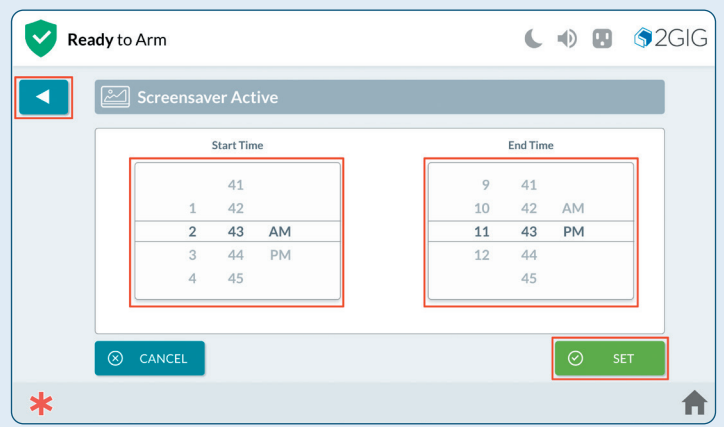 Ready to Arm
2GIG
Screensaver Active
Start Time
41
1 42
2 43 AM
3 44 PM
4 45
End Time
9 41
10 42 AM
11 43 PM
12 44
45
CANCEL
SET